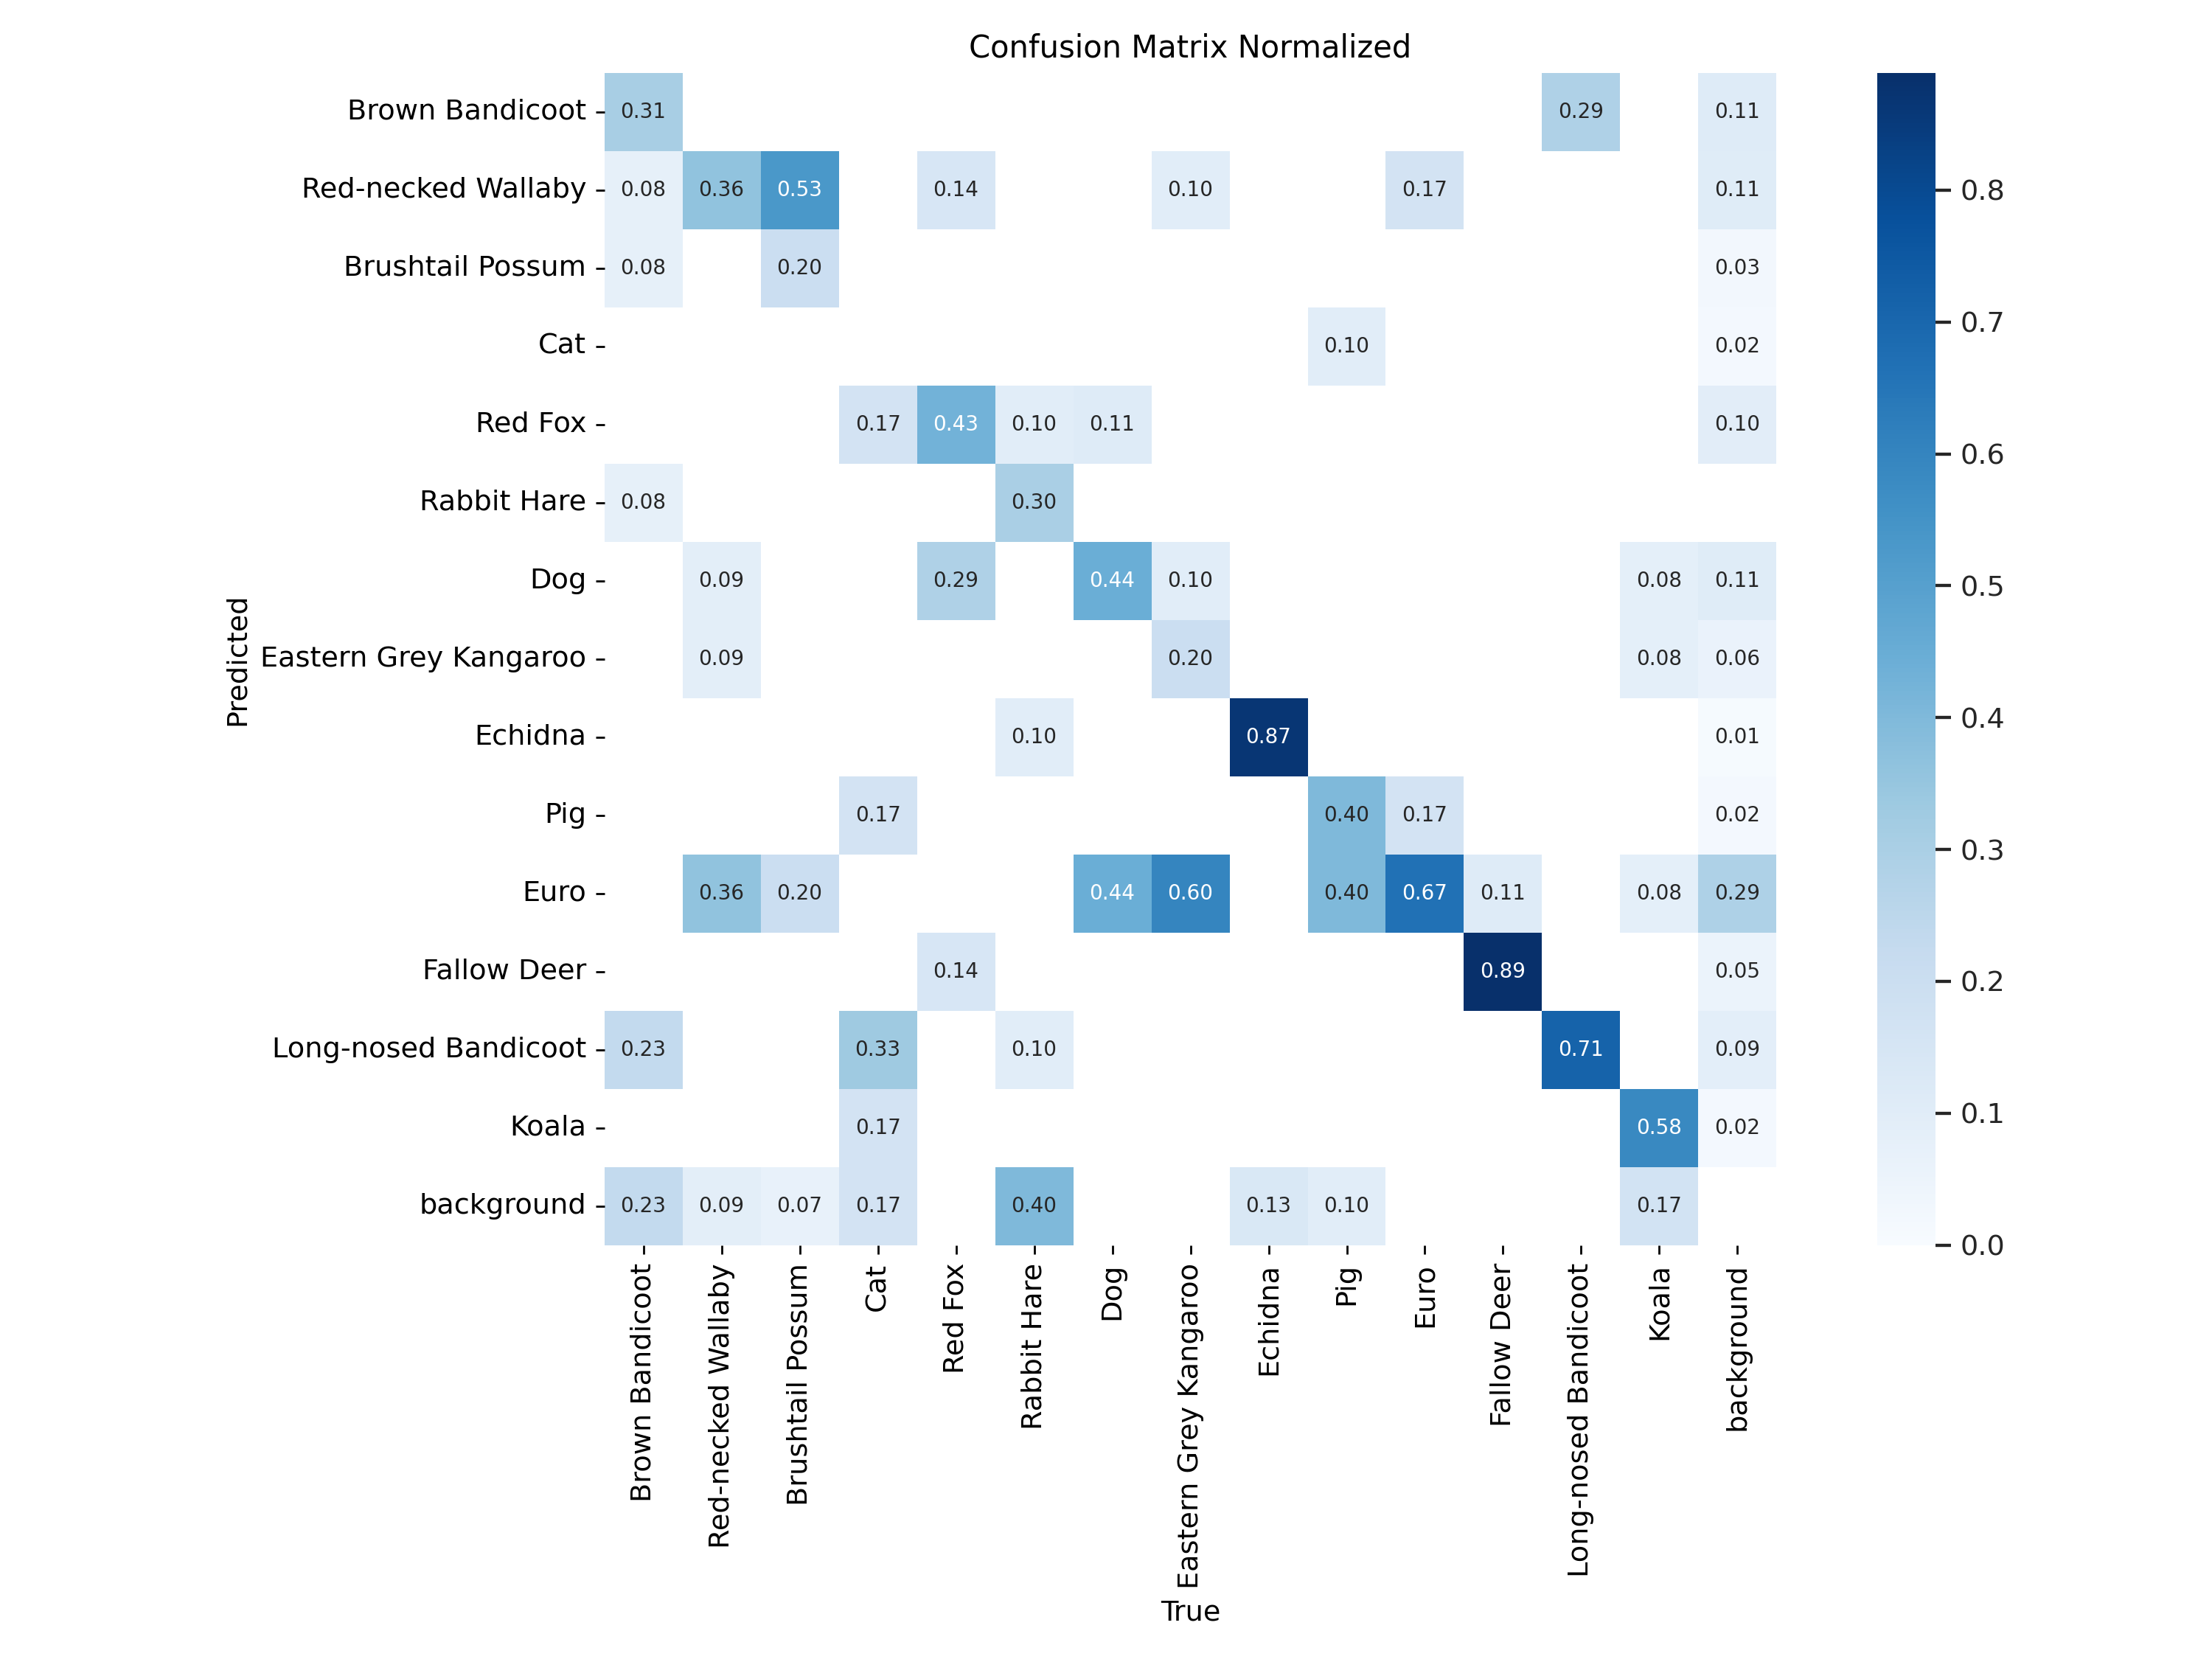 Confusion Matrix Normalized
Brown Bandicoot 0.31 0.29 0.11
Red-necked Wallaby 0.08 0.36 0.53 0.14 0.10 0.17 0.11
Brushtail Possum 0.08 0.20 0.03
Cat 0.10 0.02
Red Fox 0.17 0.43 0.10 0.11 0.10
Rabbit Hare 0.08 0.30
Dog 0.09 0.29 0.44 0.10 0.08 0.11
Eastern Grey Kangaroo 0.09 0.20 0.08 0.06
Echidna 0.10 0.87 0.01
Pig 0.17 0.40 0.17 0.02
Euro 0.36 0.20 0.44 0.60 0.40 0.67 0.11 0.08 0.29
Fallow Deer 0.14 0.89 0.05
Long-nosed Bandicoot 0.23 0.33 0.10 0.71 0.09
Koala 0.17 0.58 0.02
background 0.23 0.09 0.07 0.17 0.40 0.13 0.10 0.17
Predicted
Brown Bandicoot
Red-necked Wallaby
Brushtail Possum
Cat
Red Fox
Rabbit Hare
Dog
Eastern Grey Kangaroo
Echidna
Pig
Euro
Fallow Deer
Long-nosed Bandicoot
Koala
background
True
0.8
0.7
0.6
0.5
0.4
0.3
0.2
0.1
0.0